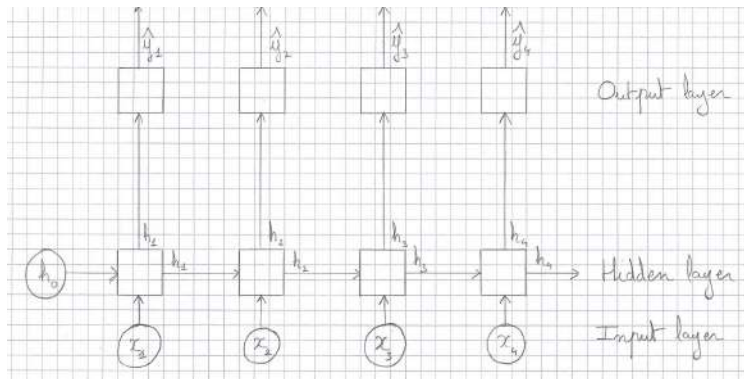 ŷ₁ ŷ₂ ŷ₃ ŷ₄
Output layer
h₁ h₂ h₃ h₄
h₀ h₁ h₂ h₃ h₄ Hidden layer
x₁ x₂ x₃ x₄ Input layer